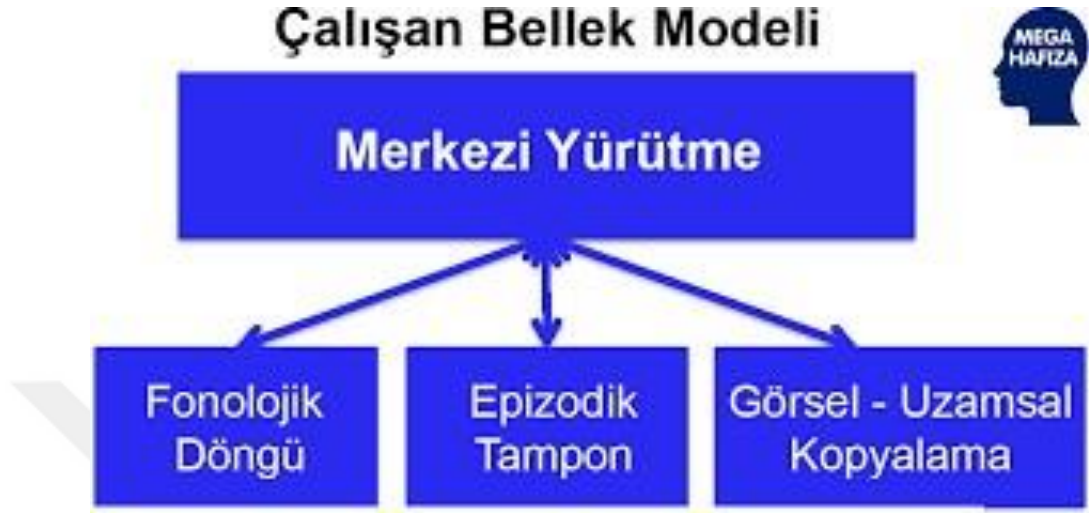 Çalışan Bellek Modeli
MEGA
HAFIZA
Merkezi Yürütme
Fonolojik
Döngü
Epizodik
Tampon
Görsel - Uzamsal
Kopyalama